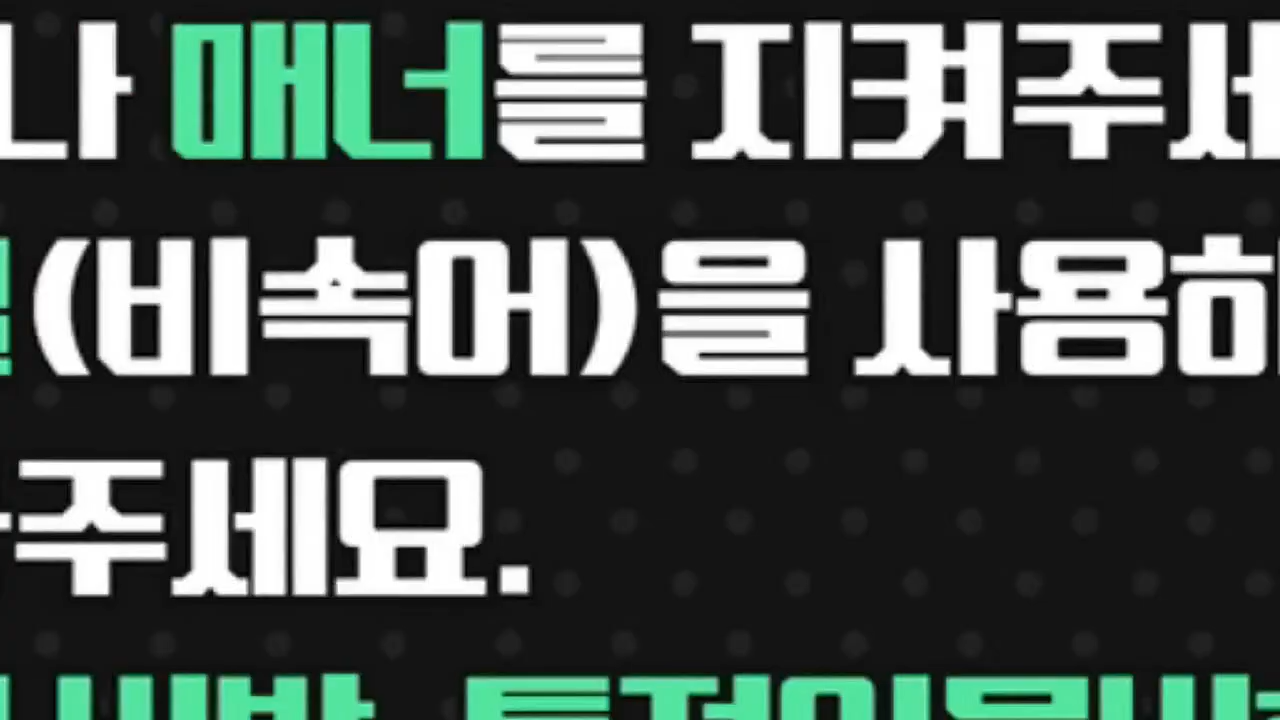 나 매너를 지켜주세
(비속어)을 사용하
주세요.